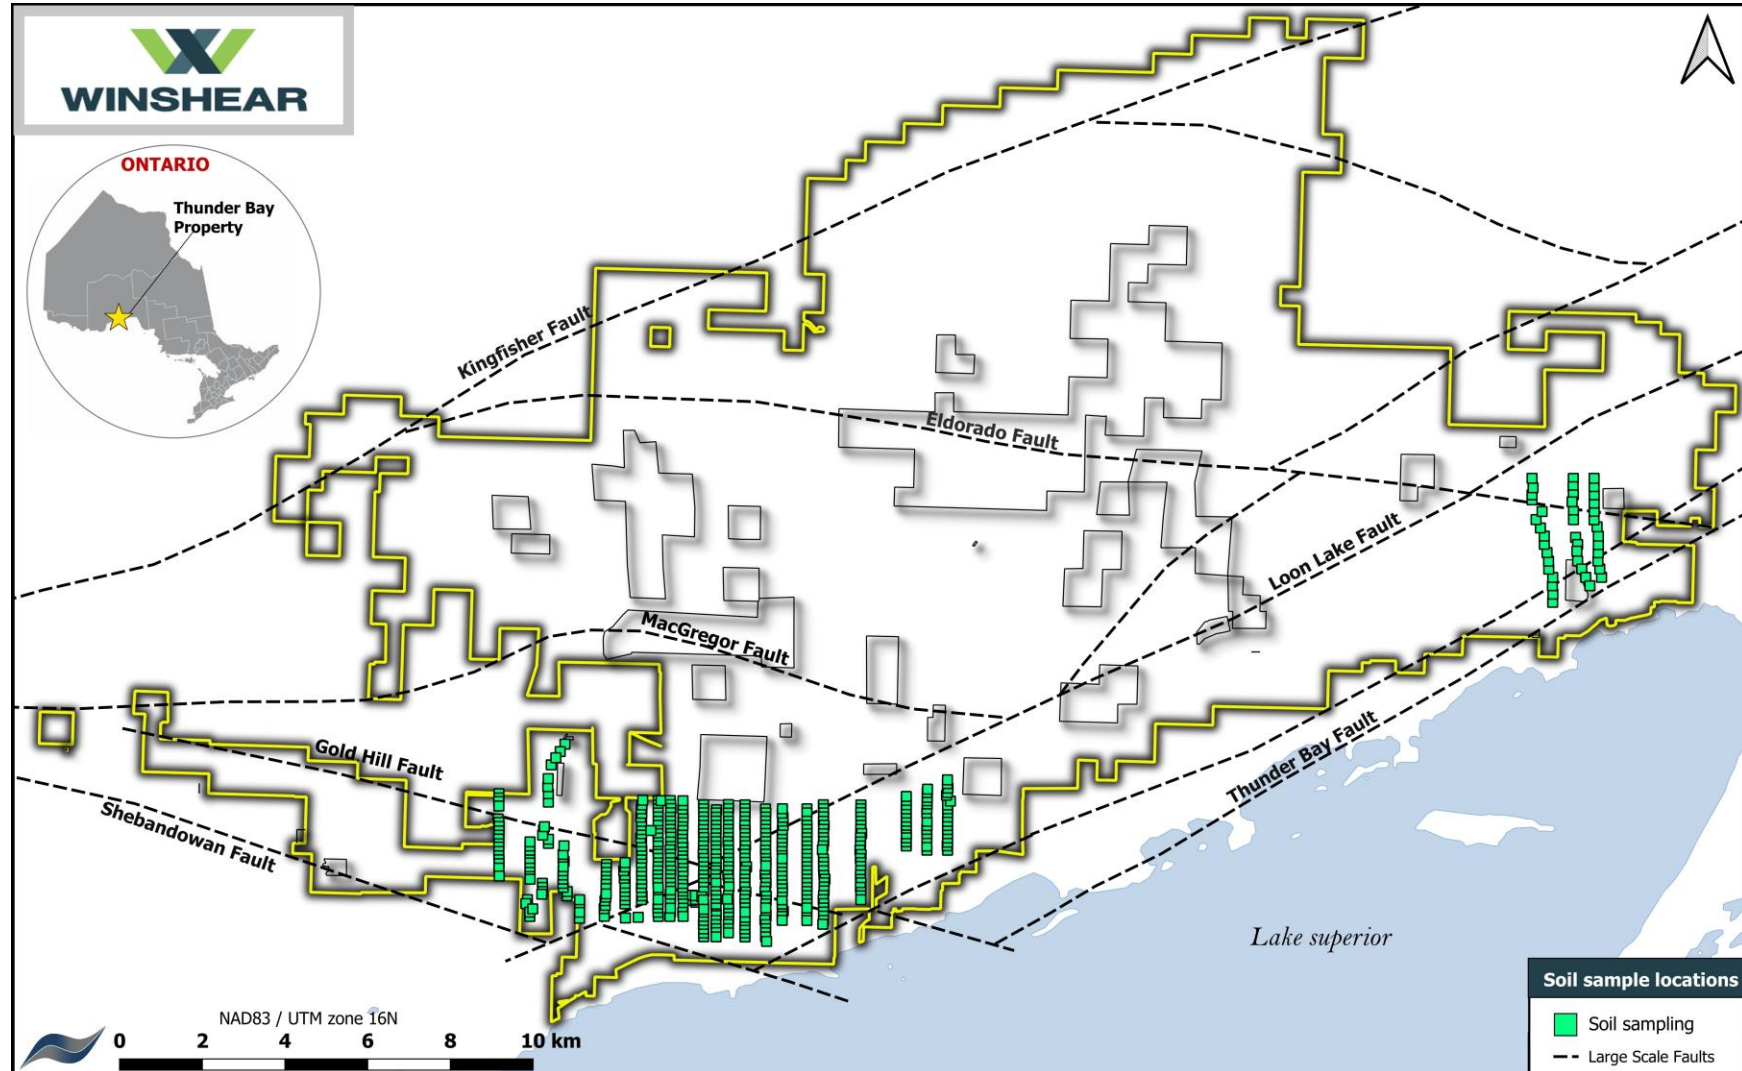 WINSHEAR
ONTARIO
Thunder Bay
Property
Kingfisher Fault
Eldorado Fault
Loon Lake Fault
MacGregor Fault
Gold Hill Fault
Thunder Bay Fault
Shebandowan Fault
Lake superior
NAD83 / UTM zone 16N
0 2 4 6 8 10 km
Soil sample locations
Soil sampling
Large Scale Faults